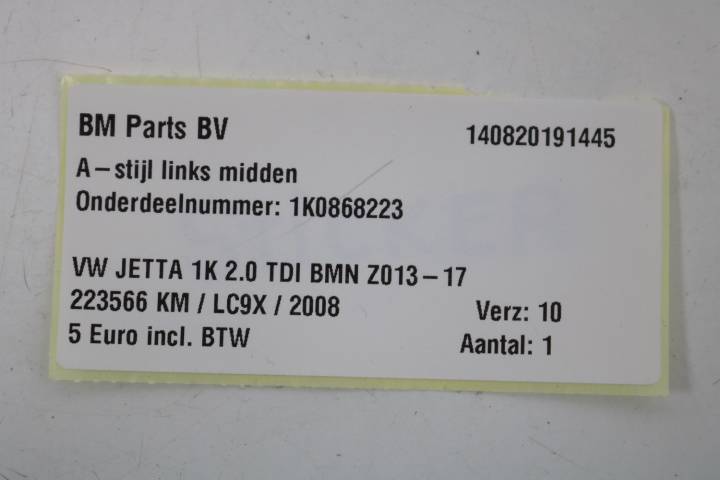 BM Parts BV 140820191445
A-stijl links midden
Onderdeelnummer: 1K0868223
VW JETTA 1K 2.0 TDI BMN Z013-17
223566 KM / LC9X / 2008 Verz: 10
5 Euro incl. BTW Aantal: 1